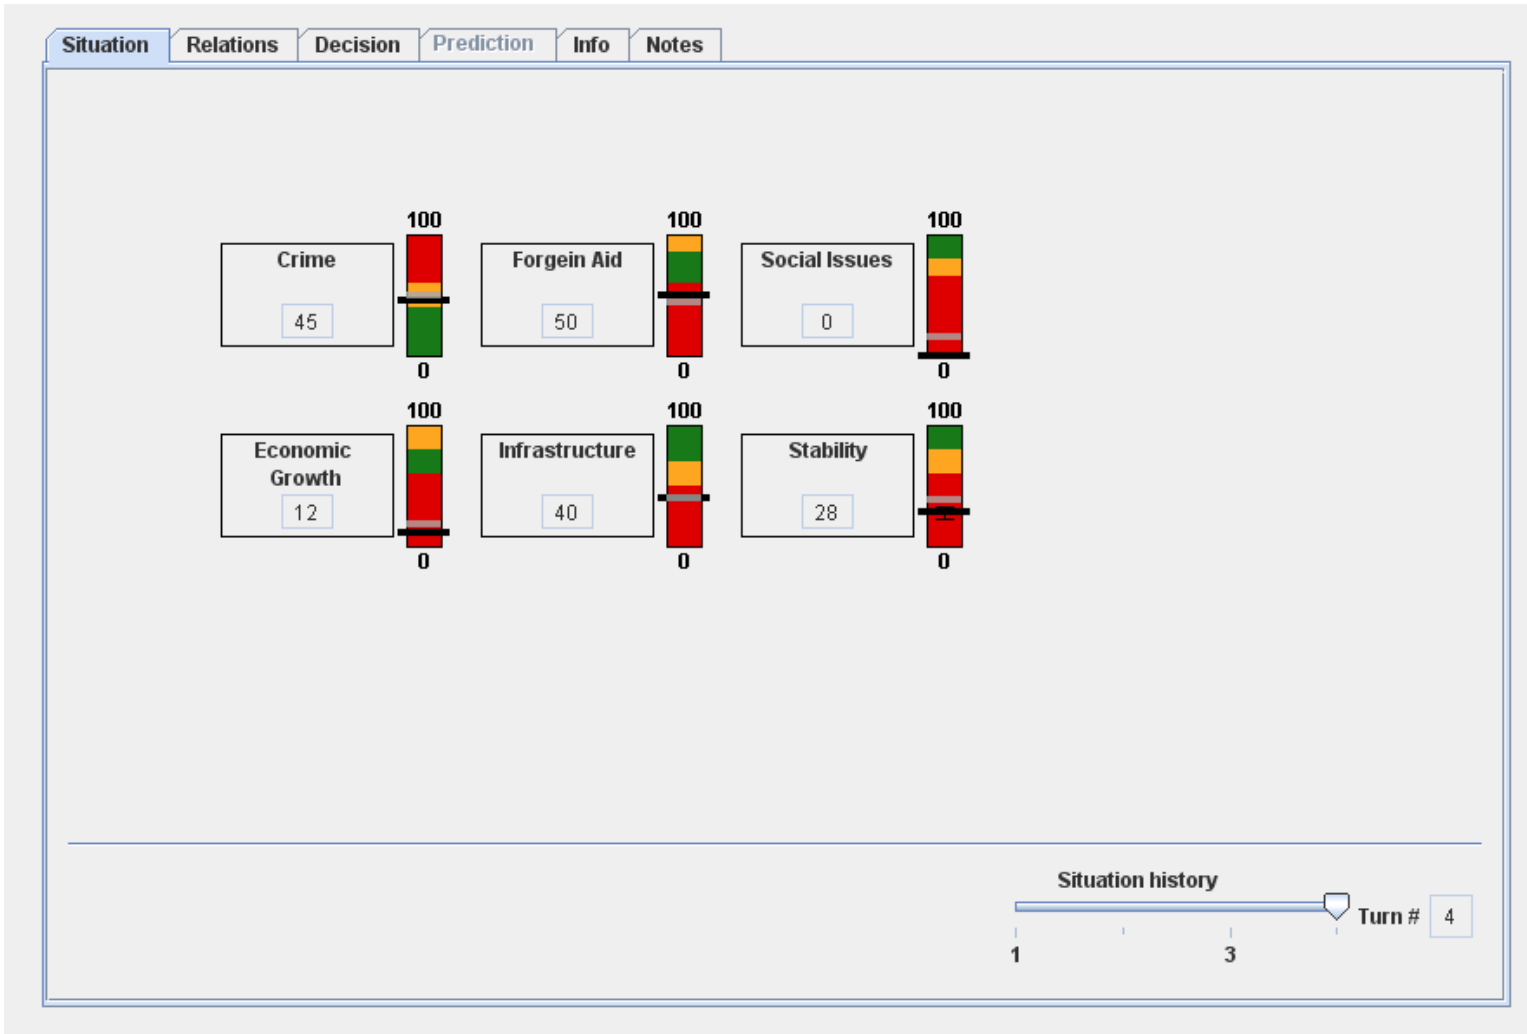 Situation Relations Decision Prediction Info Notes
100 100 100
Crime Forgein Aid Social Issues
45 50 0
0 0 0
100 100 100
Economic Growth Infrastructure Stability
12 40 28
0 0 0
Situation history
Turn # 4
1 3